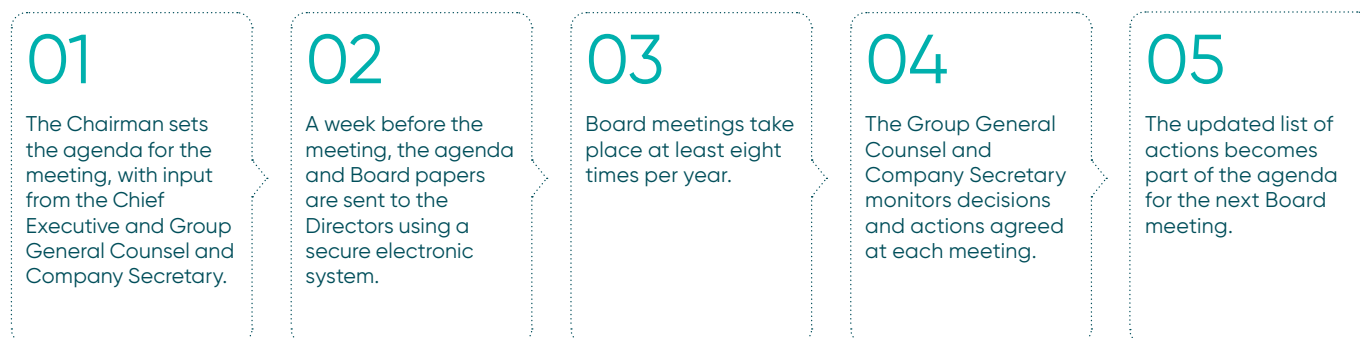 01
The Chairman sets
the agenda for the
meeting, with input
from the Chief
Executive and Group
General Counsel and
Company Secretary.
02
A week before the
meeting, the agenda
and Board papers
are sent to the
Directors using a
secure electronic
system.
03
Board meetings take
place at least eight
times per year.
04
The Group General
Counsel and
Company Secretary
monitors decisions
and actions agreed
at each meeting.
05
The updated list of
actions becomes
part of the agenda
for the next Board
meeting.